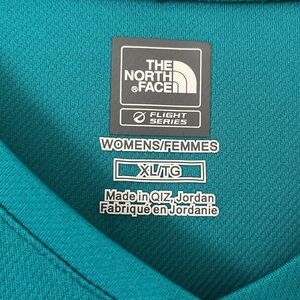 THE
NORTH
®FACE
FLIGHT
SERIES
WOMENS/FEMMES
XL/TG
Made in QIZ, Jordan
Fabriqué en Jordanie